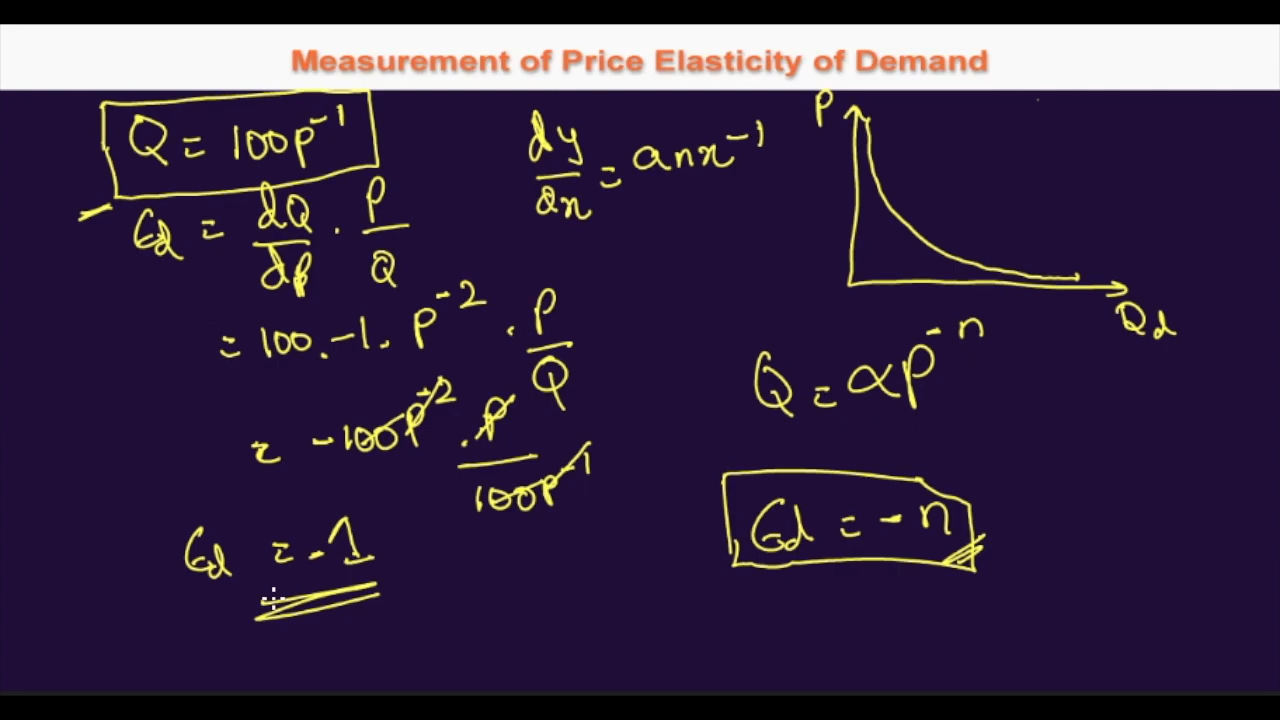 Measurement of Price Elasticity of Demand
Q = 100P⁻¹
Ed = dQ/dP . P/Q
= 100 . -1 . P⁻² . P/Q
= -100P⁻² . P/100P⁻¹
Ed = -1
dy/dx = anx⁻¹
P
Qd
Q = αP⁻ⁿ
Ed = -n